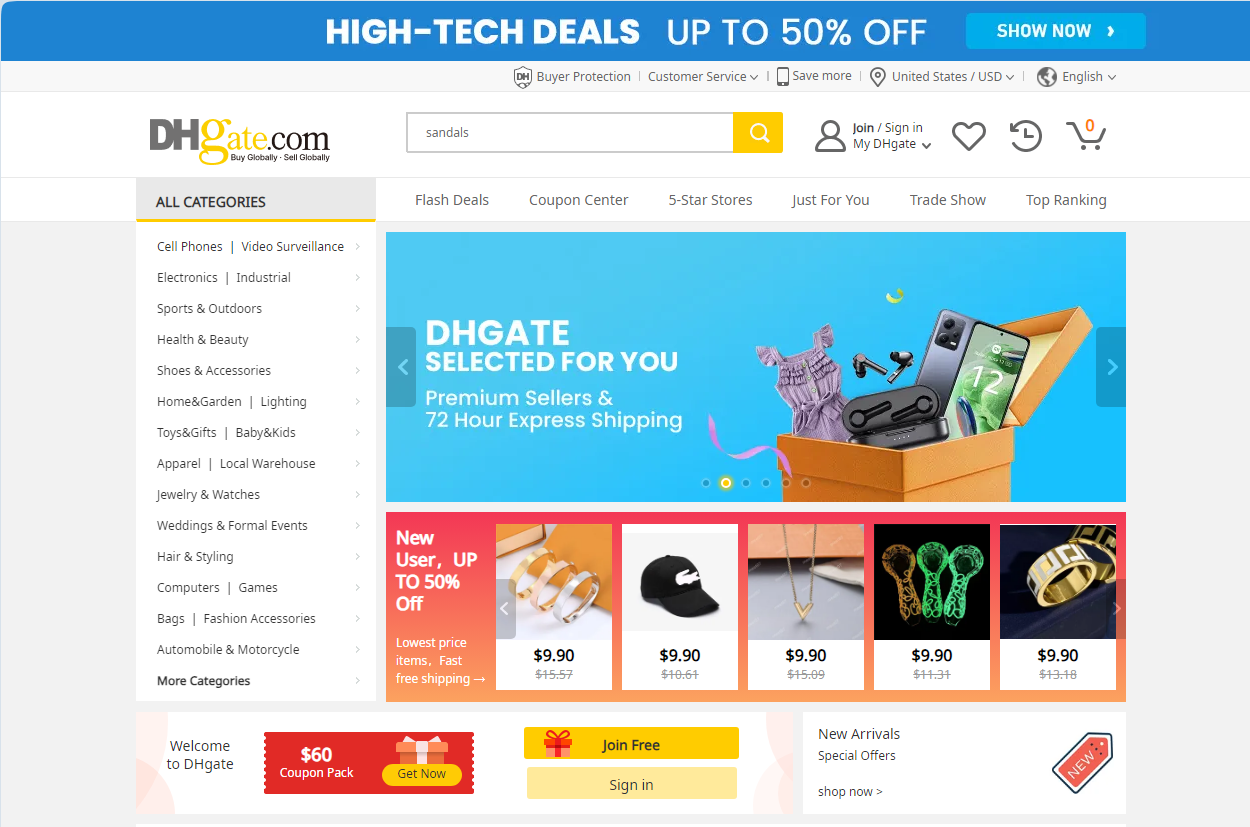 HIGH-TECH DEALS UP TO 50% OFF SHOW NOW ›
DH Buyer Protection | Customer Service | Save more | United States / USD | English
DHgate.com
Buy Globally · Sell Globally
sandals
Join / Sign in
My DHgate
0
ALL CATEGORIES
Flash Deals Coupon Center 5-Star Stores Just For You Trade Show Top Ranking
Cell Phones | Video Surveillance
Electronics | Industrial
Sports & Outdoors
Health & Beauty
Shoes & Accessories
Home&Garden | Lighting
Toys&Gifts | Baby&Kids
Apparel | Local Warehouse
Jewelry & Watches
Weddings & Formal Events
Hair & Styling
Computers | Games
Bags | Fashion Accessories
Automobile & Motorcycle
More Categories
DHGATE
SELECTED FOR YOU
Premium Sellers &
72 Hour Express Shipping
12
New
User，UP
TO 50%
Off
Lowest price
items，Fast
free shipping →
$9.90 $9.90 $9.90 $9.90 $9.90
$15.57 $10.61 $15.09 $11.31 $13.18
Welcome
to DHgate
$60
Coupon Pack
Get Now
Join Free
Sign in
New Arrivals
Special Offers
shop now >
NEW